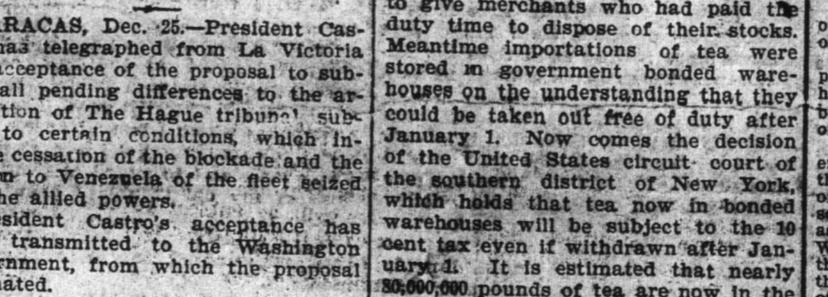 RACAS, Dec. 25.—President Cas-
has telegraphed from La Victoria
acceptance of the proposal to sub-
all pending differences to the ar-
tion of The Hague tribunal sub-
to certain conditions, which in-
e cessation of the blockade and the
n to Venezuela of the fleet seized
he allied powers.
esident Castro's acceptance has
transmitted to the Washington
rnment, from which the proposal
nated.
to give merchants who had paid the
duty time to dispose of their stocks.
Meantime importations of tea were
stored in government bonded ware-
houses on the understanding that they
could be taken out free of duty after
January 1. Now comes the decision
of the United States circuit court of
the southern district of New York,
which holds that tea now in bonded
warehouses will be subject to the 10
cent tax even if withdrawn after Jan-
uary 1. It is estimated that nearly
80,000,000 pounds of tea are now in the